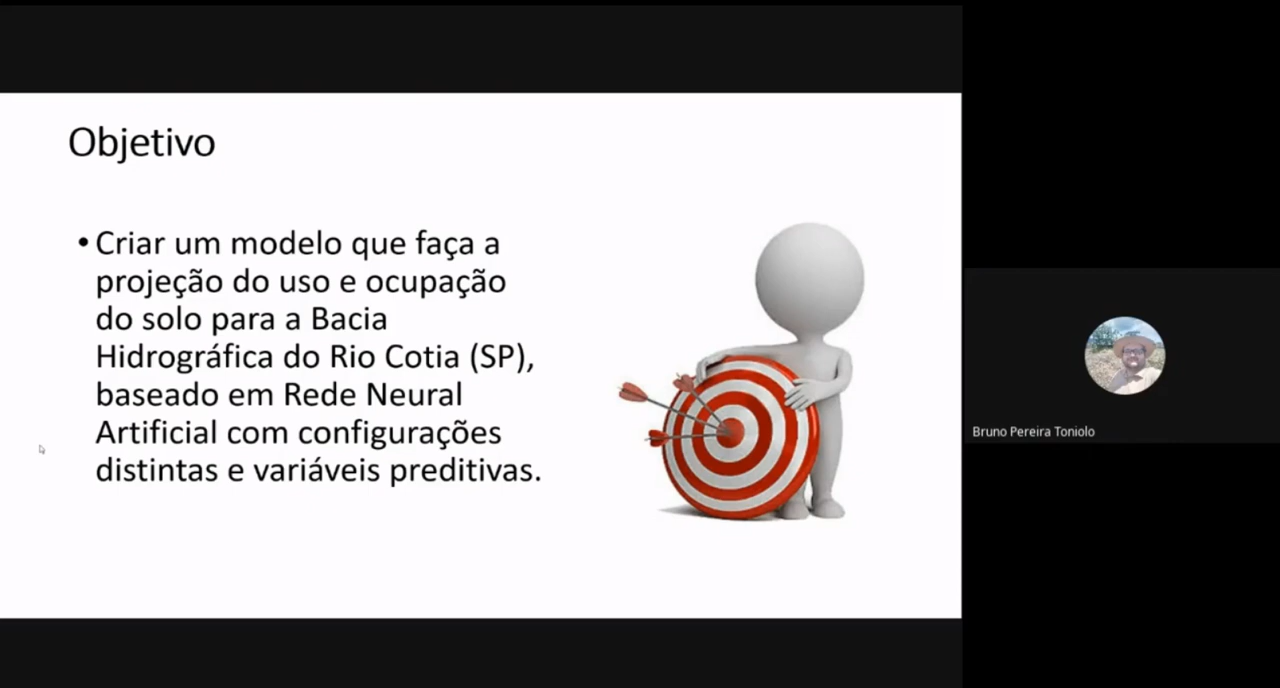 Objetivo
• Criar um modelo que faça a
projeção do uso e ocupação
do solo para a Bacia
Hidrográfica do Rio Cotia (SP),
baseado em Rede Neural
Artificial com configurações
distintas e variáveis preditivas.
Bruno Pereira Toniolo